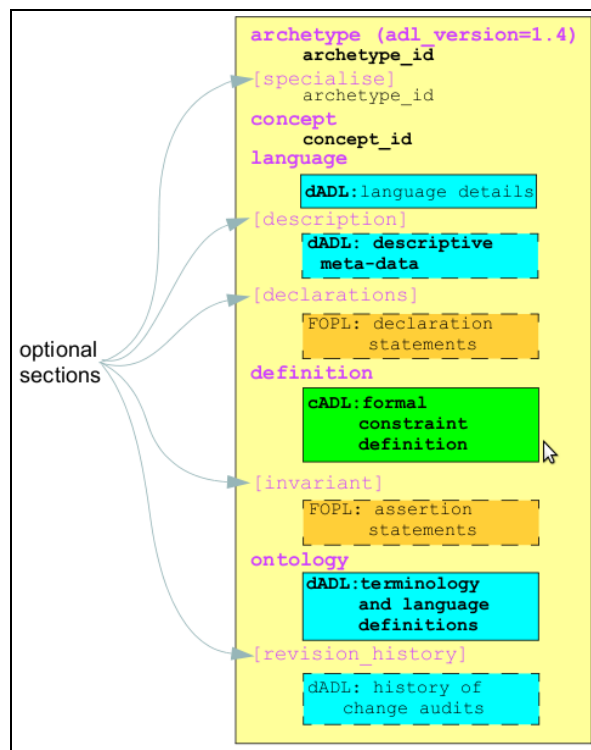 archetype (adl_version=1.4)
archetype_id
[specialise]
archetype_id
concept
concept_id
language
dADL:language details
[description]
dADL: descriptive
meta-data
[declarations]
FOPL: declaration
statements
optional
sections
definition
cADL:formal
constraint
definition
[invariant]
FOPL: assertion
statements
ontology
dADL:terminology
and language
definitions
[revision_history]
dADL: history of
change audits